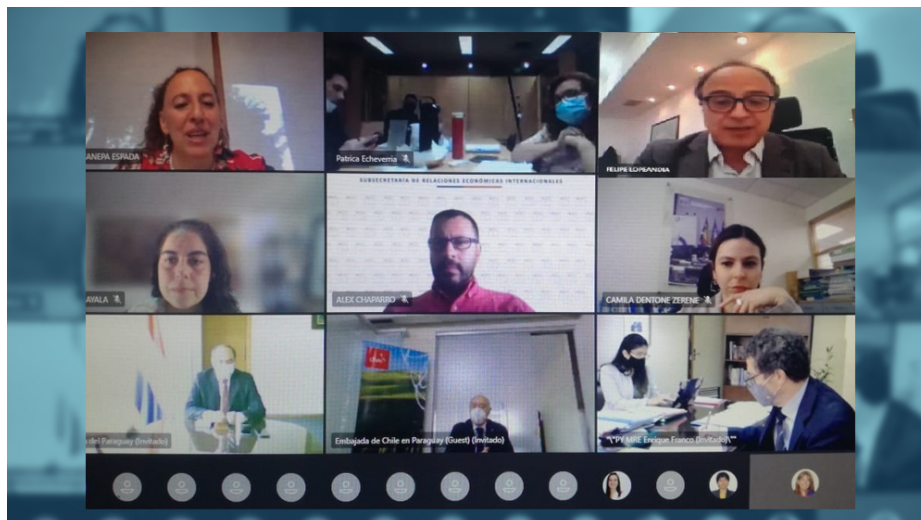 CANEPA ESPADA
Patrica Echeverria
FELIPE LOPEANDIA
SUBSECRETARÍA DE RELACIONES ECONÓMICAS INTERNACIONALES
AYALA
ALEX CHAPARRO
CAMILA DENTONE ZERENE
del Paraguay (Invitado)
Embajada de Chile en Paraguay (Guest) (Invitado)
"\"PY-MRE Enrique Franco (Invitado)\""